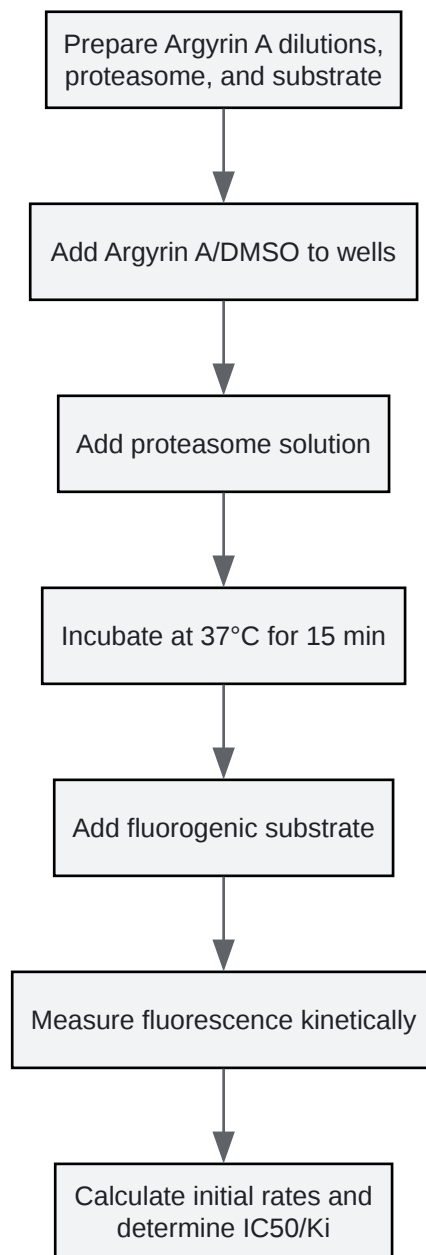 Prepare Argyrin A dilutions,
proteasome, and substrate
Add Argyrin A/DMSO to wells
Add proteasome solution
Incubate at 37°C for 15 min
Add fluorogenic substrate
Measure fluorescence kinetically
Calculate initial rates and
determine IC50/Ki